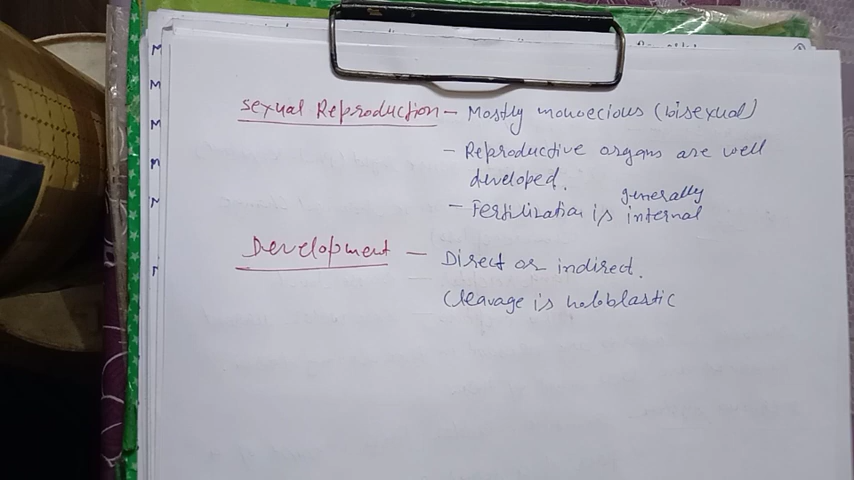 Sexual Reproduction — Mostly monoecious (bisexual)
— Reproductive organs are well
developed.
generally
— Fertilization is internal
Development — Direct or indirect.
Cleavage is holoblastic